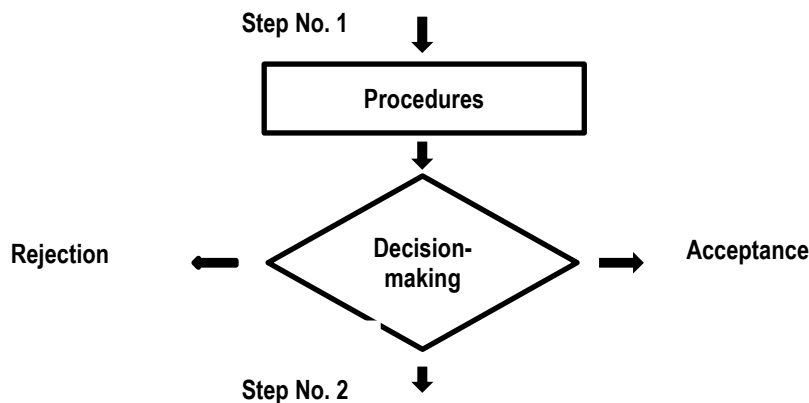 Step No. 1
Procedures
Rejection
Decision-
making
Acceptance
Step No. 2